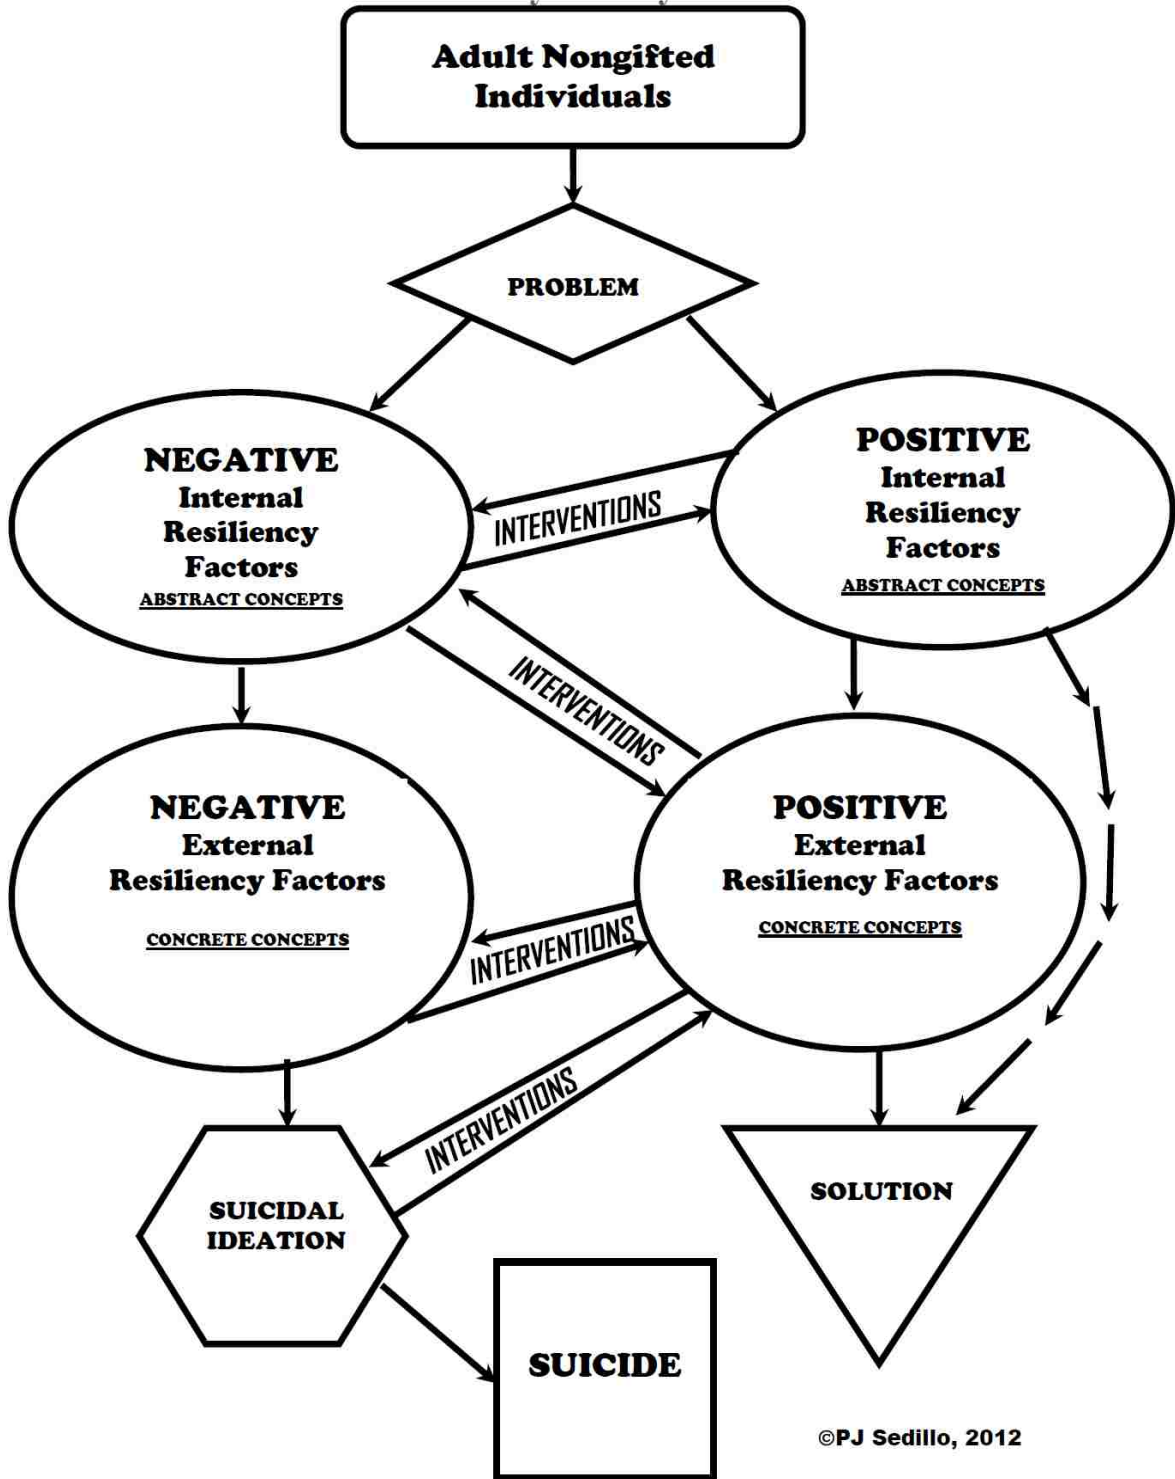 Adult Nongifted
Individuals
PROBLEM
NEGATIVE
Internal
Resiliency
Factors
ABSTRACT CONCEPTS
POSITIVE
Internal
Resiliency
Factors
ABSTRACT CONCEPTS
INTERVENTIONS
INTERVENTIONS
NEGATIVE
External
Resiliency Factors
CONCRETE CONCEPTS
POSITIVE
External
Resiliency Factors
CONCRETE CONCEPTS
INTERVENTIONS
INTERVENTIONS
SUICIDAL
IDEATION
SOLUTION
SUICIDE
©PJ Sedillo, 2012